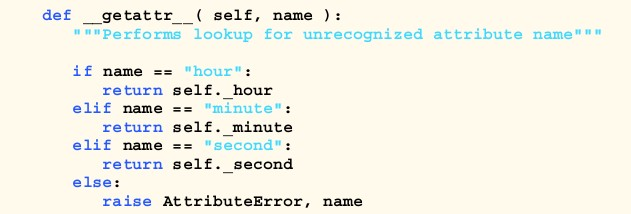 def __getattr__( self, name ):
"""Performs lookup for unrecognized attribute name"""
if name == "hour":
return self._hour
elif name == "minute":
return self._minute
elif name == "second":
return self._second
else:
raise AttributeError, name